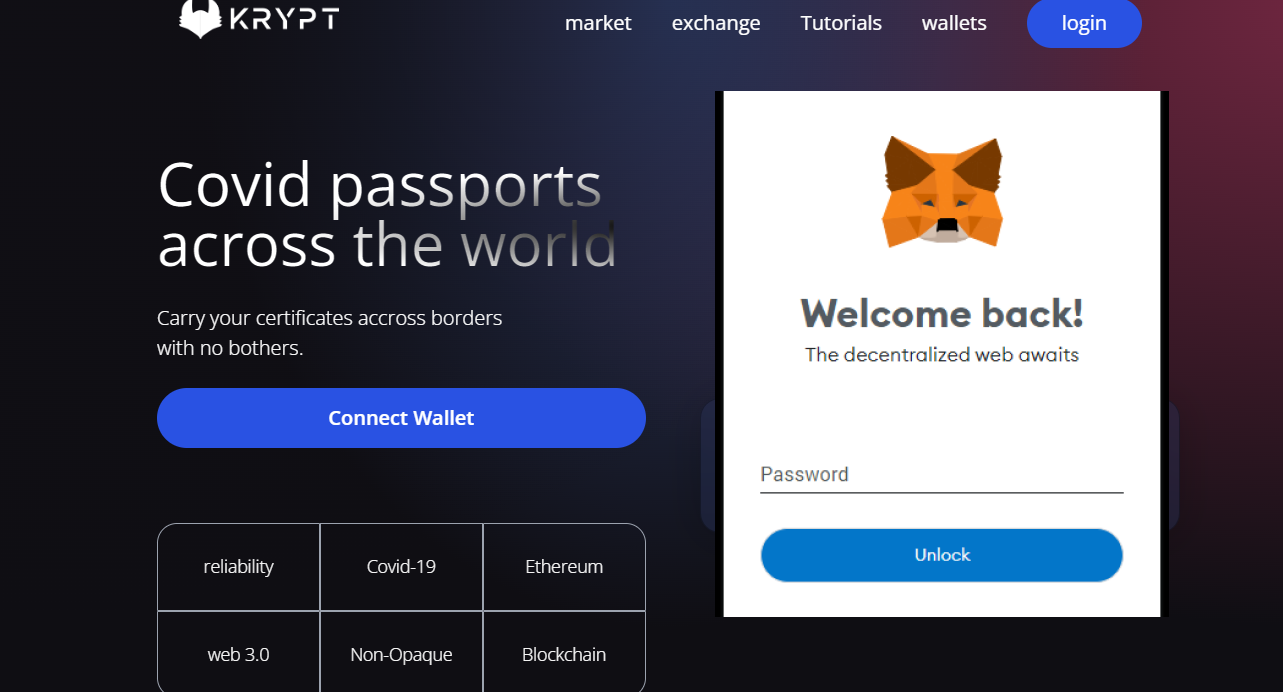 KRYPT
market
exchange
Tutorials
wallets
login
Covid passports
across the world
Carry your certificates accross borders
with no bothers.
Connect Wallet
reliability
Covid-19
Ethereum
web 3.0
Non-Opaque
Blockchain
Welcome back!
The decentralized web awaits
Password
Unlock